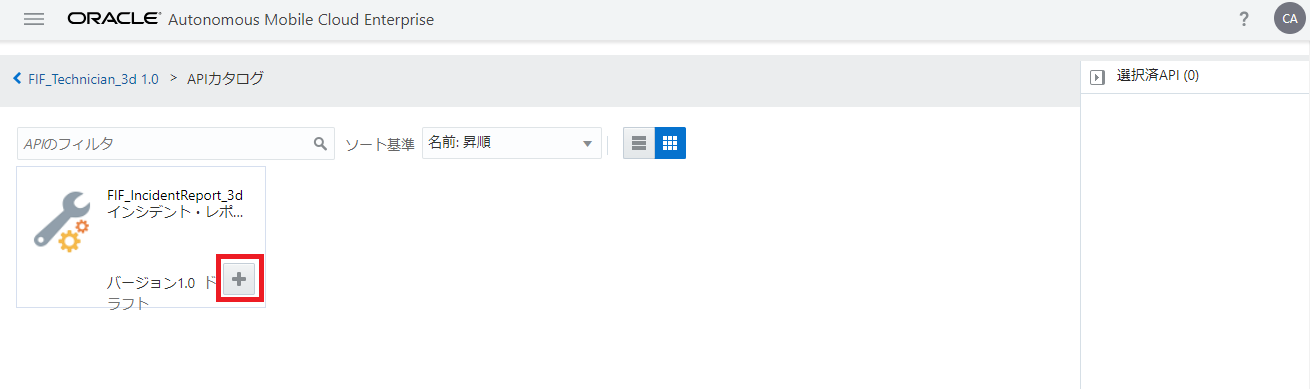 ORACLE® Autonomous Mobile Cloud Enterprise
?
CA
FIF_Technician_3d 1.0 > APIカタログ
選択済API (0)
APIのフィルタ
ソート基準
名前: 昇順
FIF_IncidentReport_3d
インシデント・レポ...
バージョン1.0 ド
ラフト